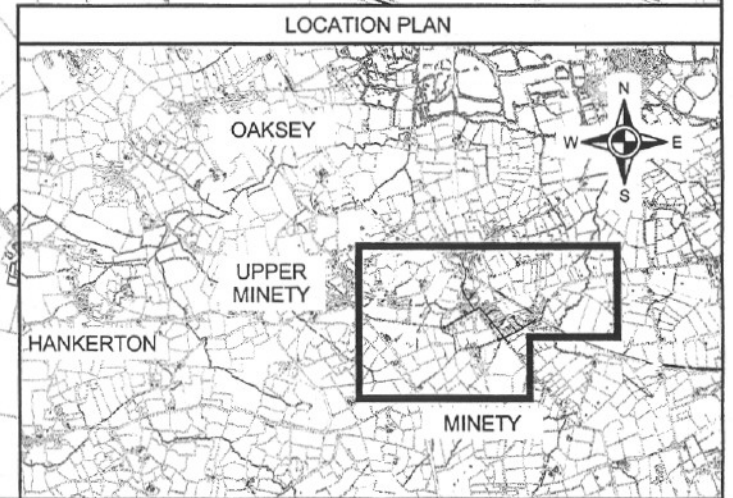 LOCATION PLAN
OAKSEY
N
W
E
S
UPPER
MINETY
HANKERTON
MINETY